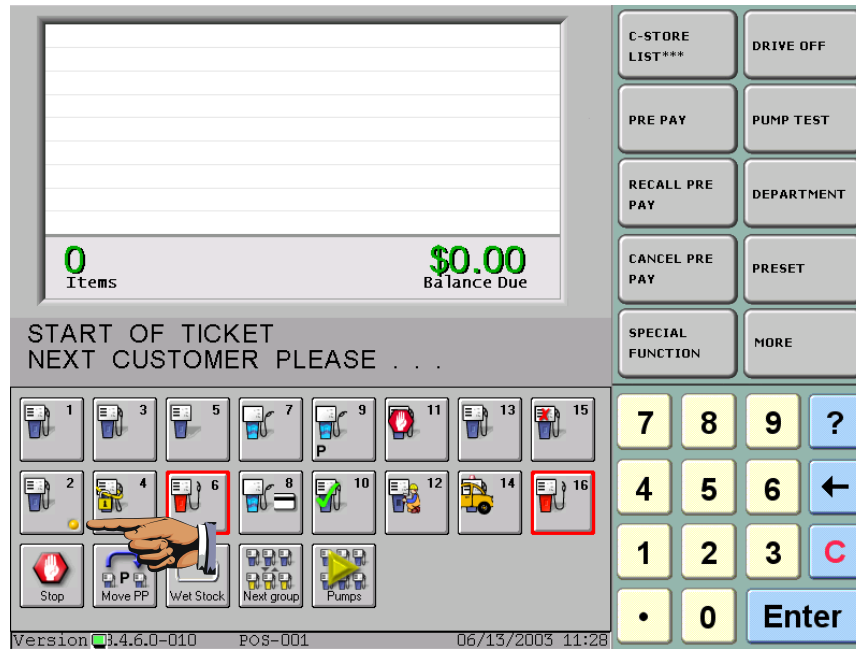 C-STORE
LIST***
DRIVE OFF
PRE PAY
PUMP TEST
RECALL PRE
PAY
DEPARTMENT
CANCEL PRE
PAY
PRESET
SPECIAL
FUNCTION
MORE
0
Items
$0.00
Balance Due
START OF TICKET
NEXT CUSTOMER PLEASE . . .
1 3 5 7 9 11 13 15
P
2 4 6 8 10 12 14 16
Stop
P
Move PP
Wet Stock
Next group
Pumps
7 8 9 ?
4 5 6 ←
1 2 3 C
• 0 Enter
Version 3.4.6.0-010 POS-001 06/13/2003 11:28